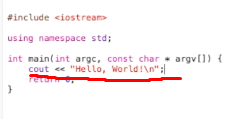 #include <iostream>
using namespace std;
int main(int argc, const char * argv[]) {
cout << "Hello, World!\n";
return 0;
}